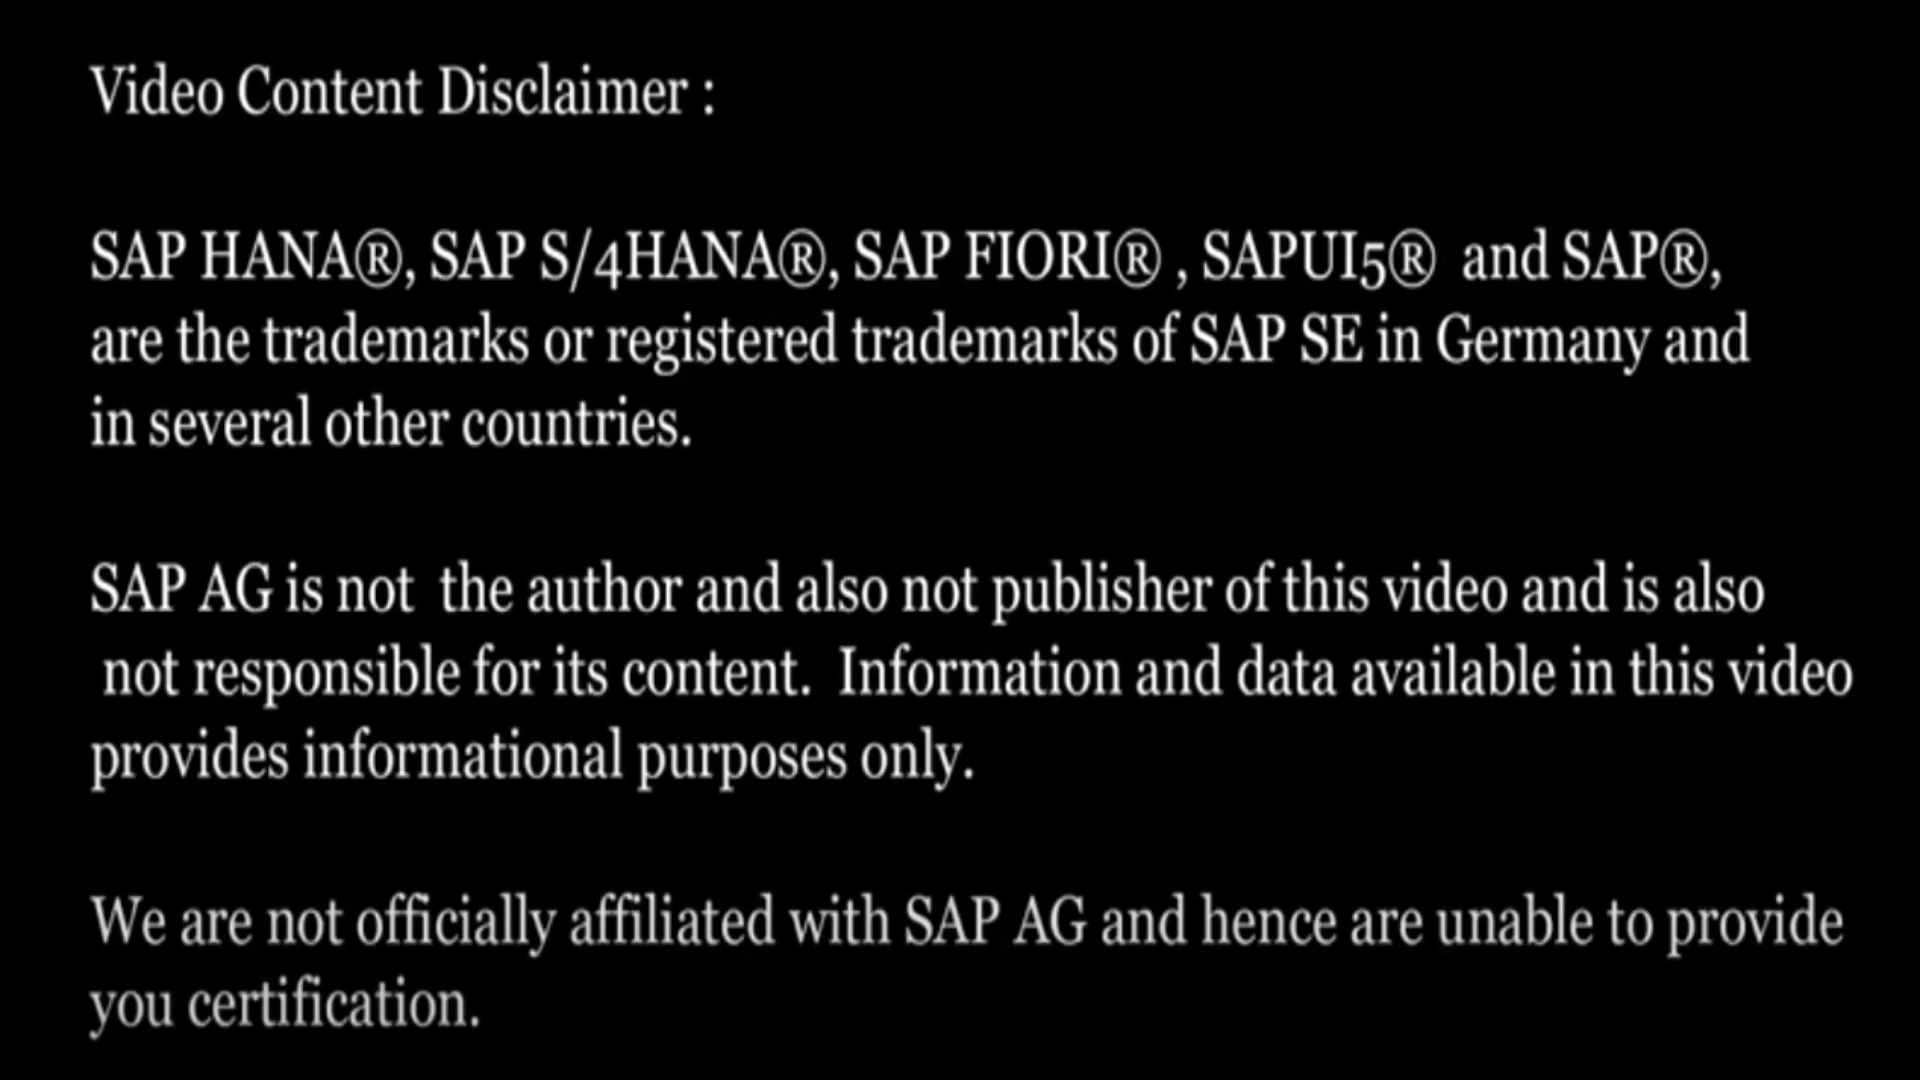 Video Content Disclaimer :
SAP HANA®, SAP S/4HANA®, SAP FIORI® , SAPUI5®  and SAP®,
are the trademarks or registered trademarks of SAP SE in Germany and
in several other countries.
SAP AG is not  the author and also not publisher of this video and is also
not responsible for its content.  Information and data available in this video
provides informational purposes only.
We are not officially affiliated with SAP AG and hence are unable to provide
you certification.